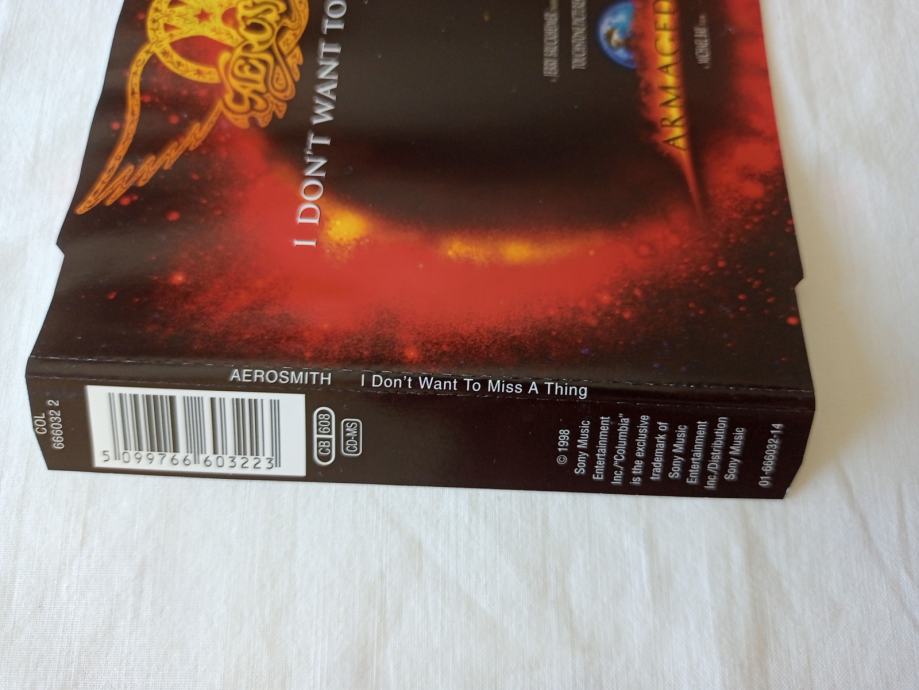 AEROSMITH
I DON'T WANT TO
ARMAGED
AEROSMITH I Don't Want To Miss A Thing
COL
666032 2
5 099766 603223
CB 608
CD-MS
© 1998
Sony Music
Entertainment
Inc./"Columbia"
is the exclusive
trademark of
Sony Music
Entertainment
Inc./Distribution
Sony Music
01-666032-14